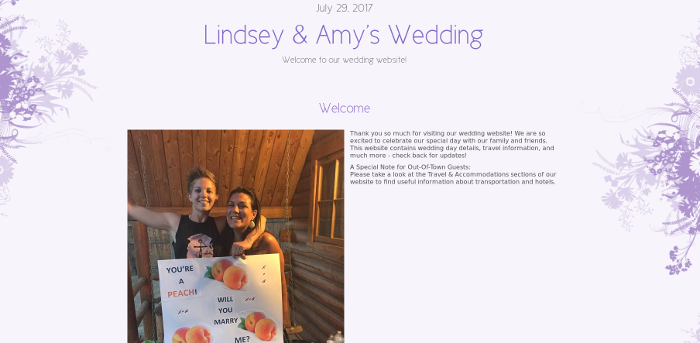 July 29, 2017
Lindsey & Amy's Wedding
Welcome to our wedding website!
Welcome
Thank you so much for visiting our wedding website! We are so
excited to celebrate our special day with our family and friends.
This website contains wedding day details, travel information, and
much more - check back for updates!
A Special Note for Out-Of-Town Guests:
Please take a look at the Travel & Accommodations sections of our
website to find useful information about transportation and hotels.
YOU'RE
A
PEACH!
WILL
YOU
MARRY
ME?